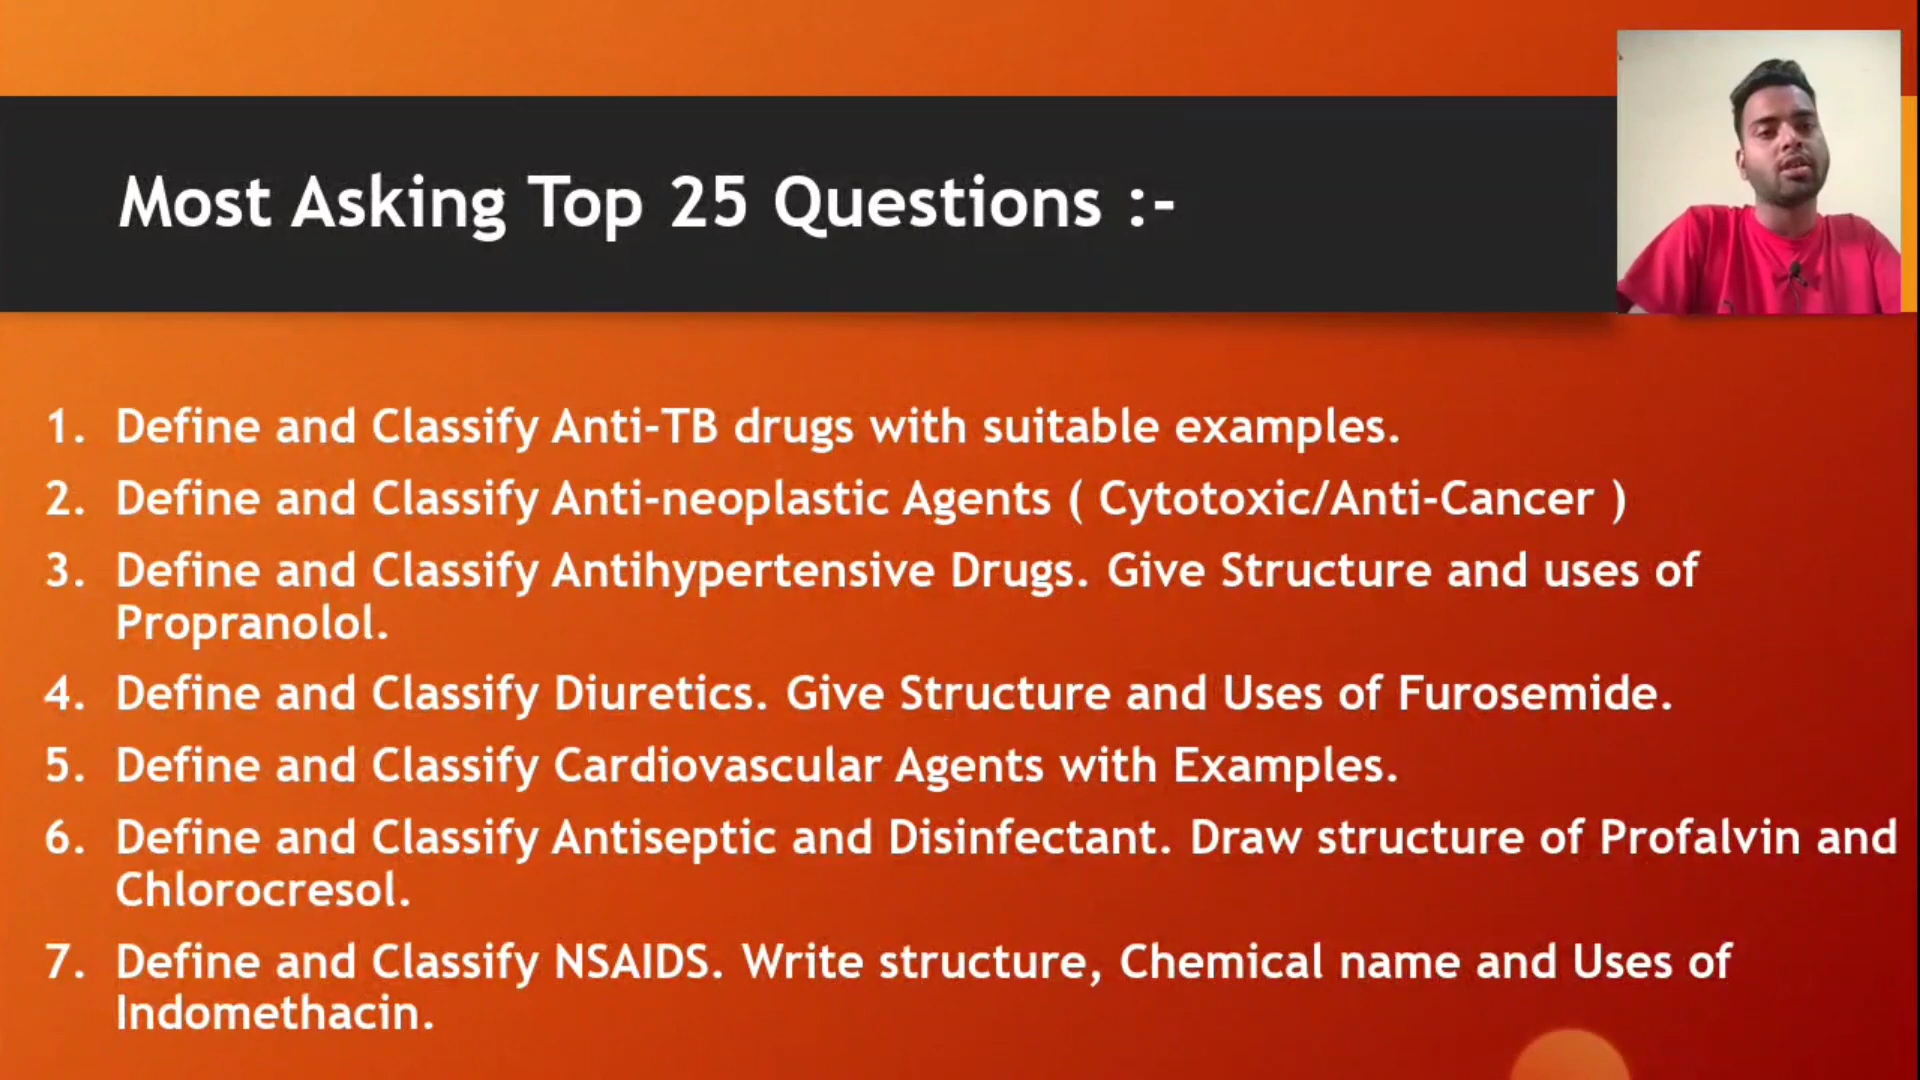 Most Asking Top 25 Questions :-
1. Define and Classify Anti-TB drugs with suitable examples.
2. Define and Classify Anti-neoplastic Agents ( Cytotoxic/Anti-Cancer )
3. Define and Classify Antihypertensive Drugs. Give Structure and uses of
Propranolol.
4. Define and Classify Diuretics. Give Structure and Uses of Furosemide.
5. Define and Classify Cardiovascular Agents with Examples.
6. Define and Classify Antiseptic and Disinfectant. Draw structure of Profalvin and
Chlorocresol.
7. Define and Classify NSAIDS. Write structure, Chemical name and Uses of
Indomethacin.